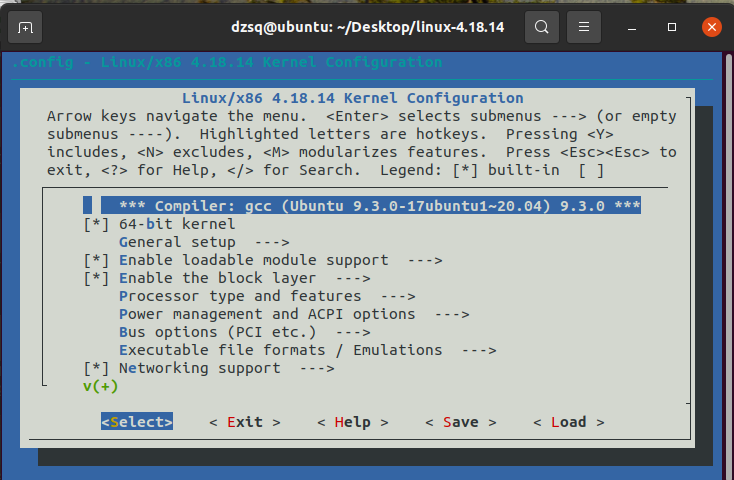 dzsq@ubuntu: ~/Desktop/linux-4.18.14
.config - Linux/x86 4.18.14 Kernel Configuration
Linux/x86 4.18.14 Kernel Configuration
Arrow keys navigate the menu.  <Enter> selects submenus ---> (or empty
submenus ----).  Highlighted letters are hotkeys.  Pressing <Y>
includes, <N> excludes, <M> modularizes features.  Press <Esc><Esc> to
exit, <?> for Help, </> for Search.  Legend: [*] built-in  [ ]
*** Compiler: gcc (Ubuntu 9.3.0-17ubuntu1~20.04) 9.3.0 ***
[*] 64-bit kernel
General setup  --->
[*] Enable loadable module support  --->
[*] Enable the block layer  --->
Processor type and features  --->
Power management and ACPI options  --->
Bus options (PCI etc.)  --->
Executable file formats / Emulations  --->
[*] Networking support  --->
v(+)
<Select>    < Exit >    < Help >    < Save >    < Load >